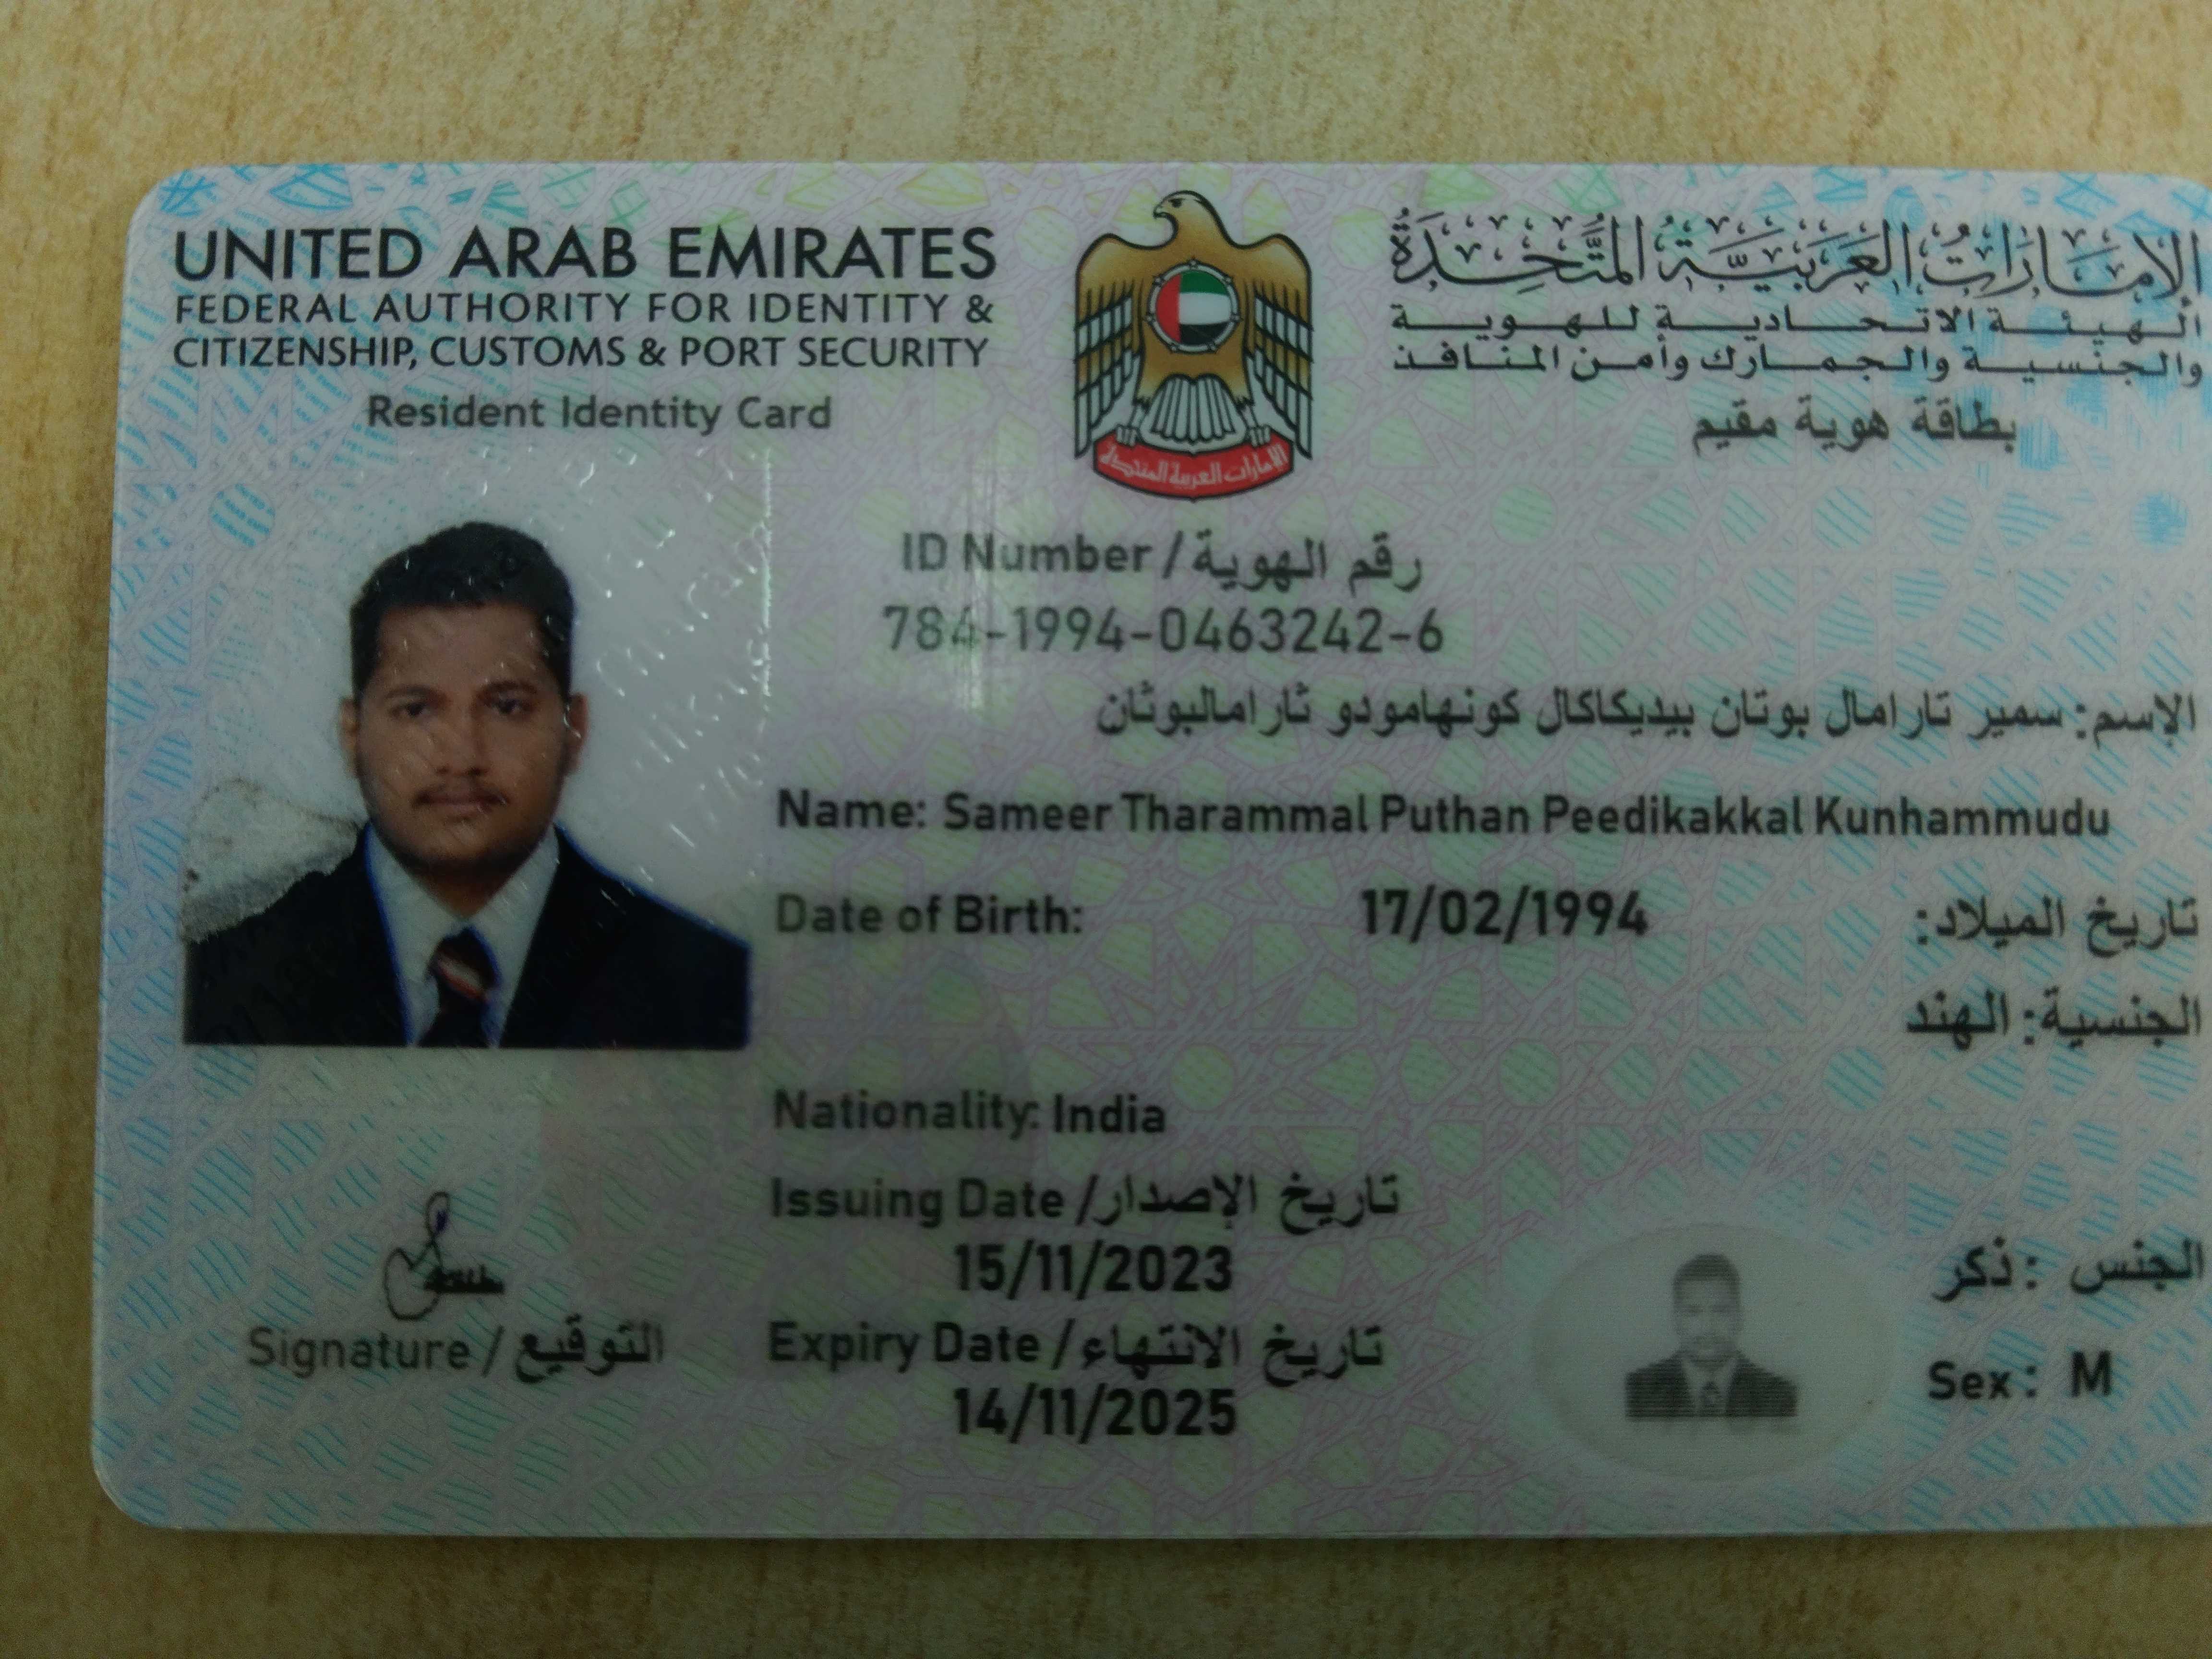 UNITED ARAB EMIRATES
FEDERAL AUTHORITY FOR IDENTITY &
CITIZENSHIP, CUSTOMS & PORT SECURITY
Resident Identity Card
الإمارات العربية المتحدة
الهيئة الاتحادية للهوية
والجنسية والجمارك وأمن المنافذ
بطاقة هوية مقيم
الإمارات العربية المتحدة
ID Number / رقم الهوية
784-1994-0463242-6
الإسم: سمير تارامال بوتان بيديكاكال كونهامودو ثارامالبوثان
Name: Sameer Tharammal Puthan Peedikakkal Kunhammudu
Date of Birth: 17/02/1994 تاريخ الميلاد:
الجنسية: الهند
Nationality: India
Issuing Date / تاريخ الإصدار
15/11/2023
Expiry Date / تاريخ الانتهاء
14/11/2025
الجنس : ذكر
Sex : M
Signature / التوقيع